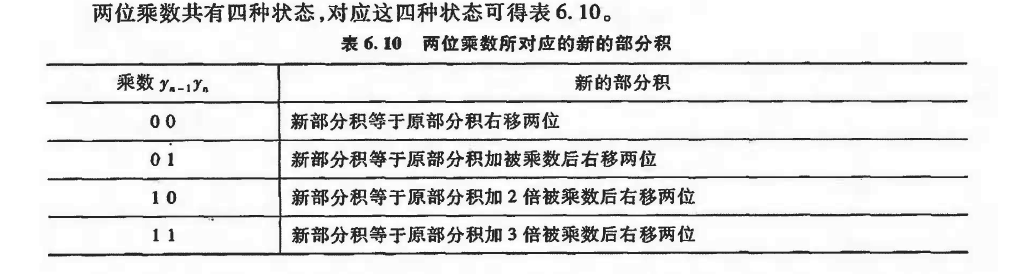 两位乘数共有四种状态,对应这四种状态可得表 6.10。
表 6.10 两位乘数所对应的新的部分积
乘数 yₙ₋₁yₙ 新的部分积
0 0 新部分积等于原部分积右移两位
0 1 新部分积等于原部分积加被乘数后右移两位
1 0 新部分积等于原部分积加 2 倍被乘数后右移两位
1 1 新部分积等于原部分积加 3 倍被乘数后右移两位